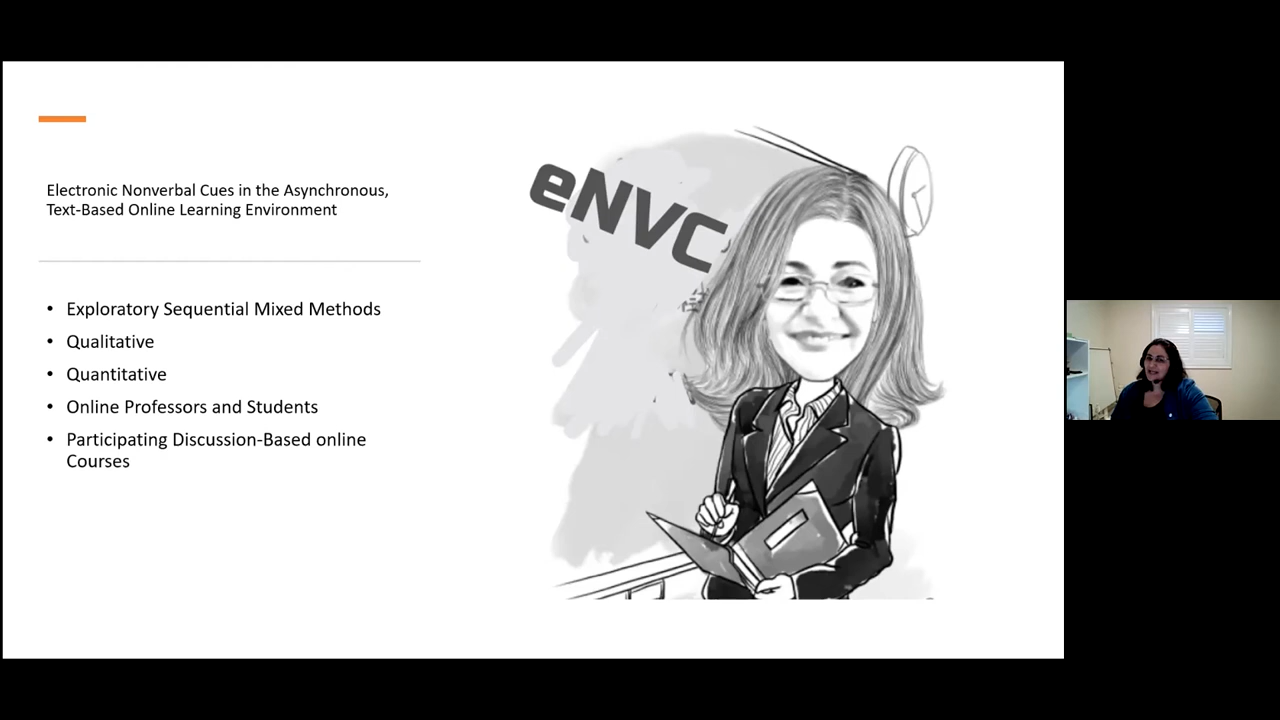 Electronic Nonverbal Cues in the Asynchronous,
Text-Based Online Learning Environment
• Exploratory Sequential Mixed Methods
• Qualitative
• Quantitative
• Online Professors and Students
• Participating Discussion-Based online
Courses
eNVC